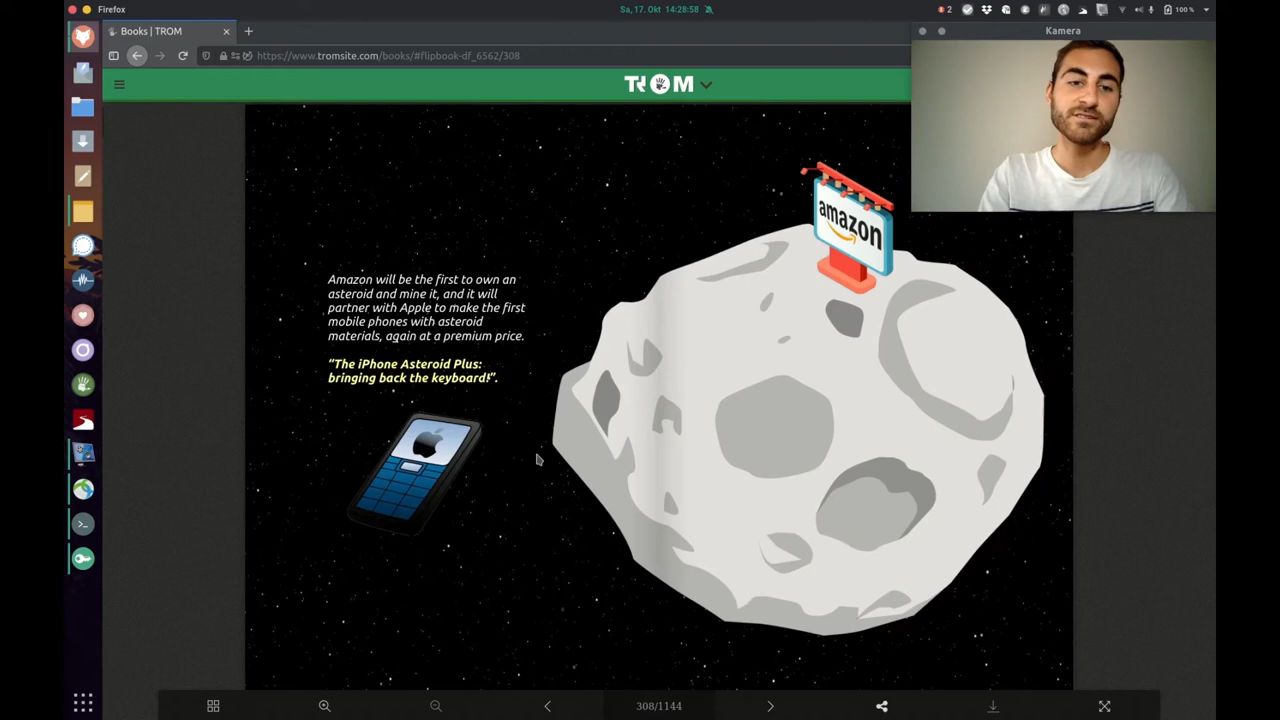 Firefox
Sa, 17. Okt 14:28:58
2
100 %
Books | TROM
Kamera
https://www.tromsite.com/books/#flipbook-df_6562/308
TROM
amazon
Amazon will be the first to own an
asteroid and mine it, and it will
partner with Apple to make the first
mobile phones with asteroid
materials, again at a premium price.
“The iPhone Asteroid Plus:
bringing back the keyboard!”.
308/1144